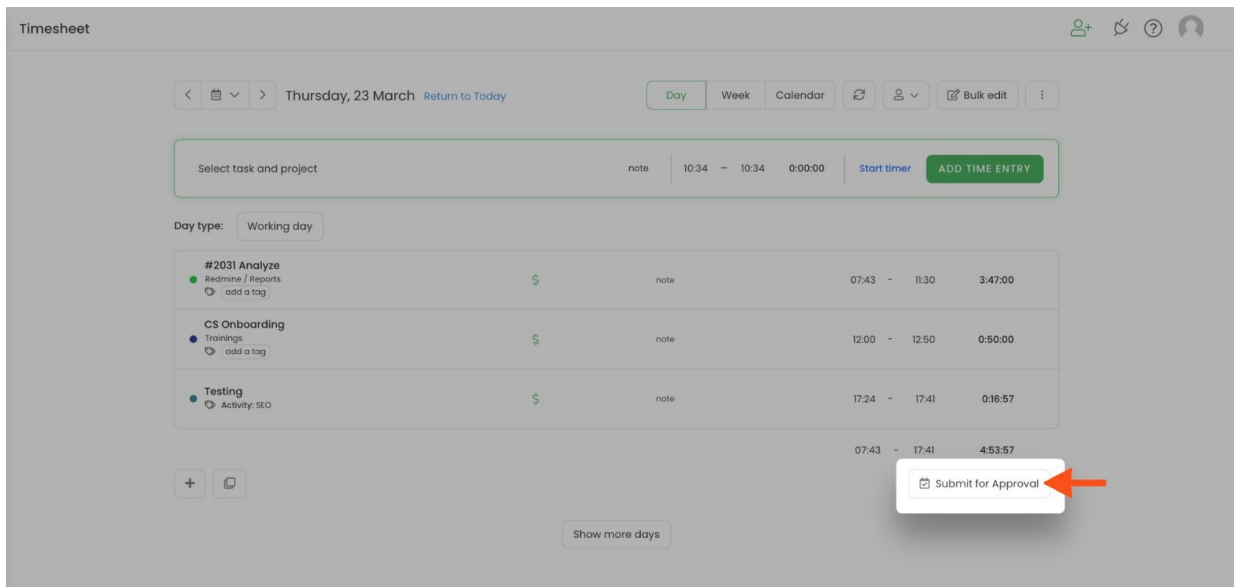 Timesheet
Thursday, 23 March Return to Today Day Week Calendar Bulk edit
Select task and project note 10:34 – 10:34 0:00:00 Start timer ADD TIME ENTRY
Day type: Working day
#2031 Analyze
Redmine / Reports $ note 07:43 - 11:30 3:47:00
add a tag
CS Onboarding
Trainings $ note 12:00 - 12:50 0:50:00
add a tag
Testing
Activity: SEO $ note 17:24 - 17:41 0:16:57
07:43 - 17:41 4:53:57
Submit for Approval
Show more days